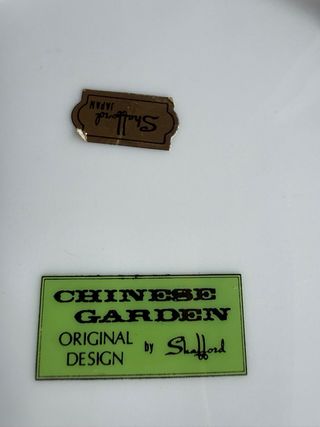 Shafford
JAPAN
CHINESE
GARDEN
ORIGINAL
DESIGN by Shafford